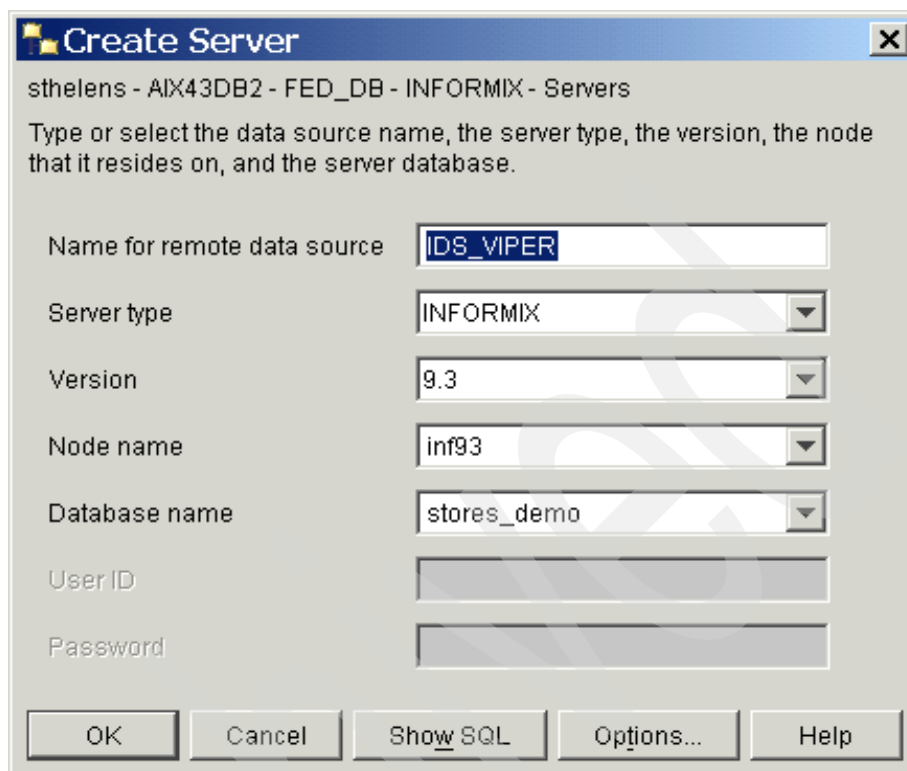 Create Server
sthelens - AIX43DB2 - FED_DB - INFORMIX - Servers
Type or select the data source name, the server type, the version, the node
that it resides on, and the server database.
Name for remote data source IDS_VIPER
Server type INFORMIX
Version 9.3
Node name inf93
Database name stores_demo
User ID
Password
OK Cancel Show SQL Options... Help